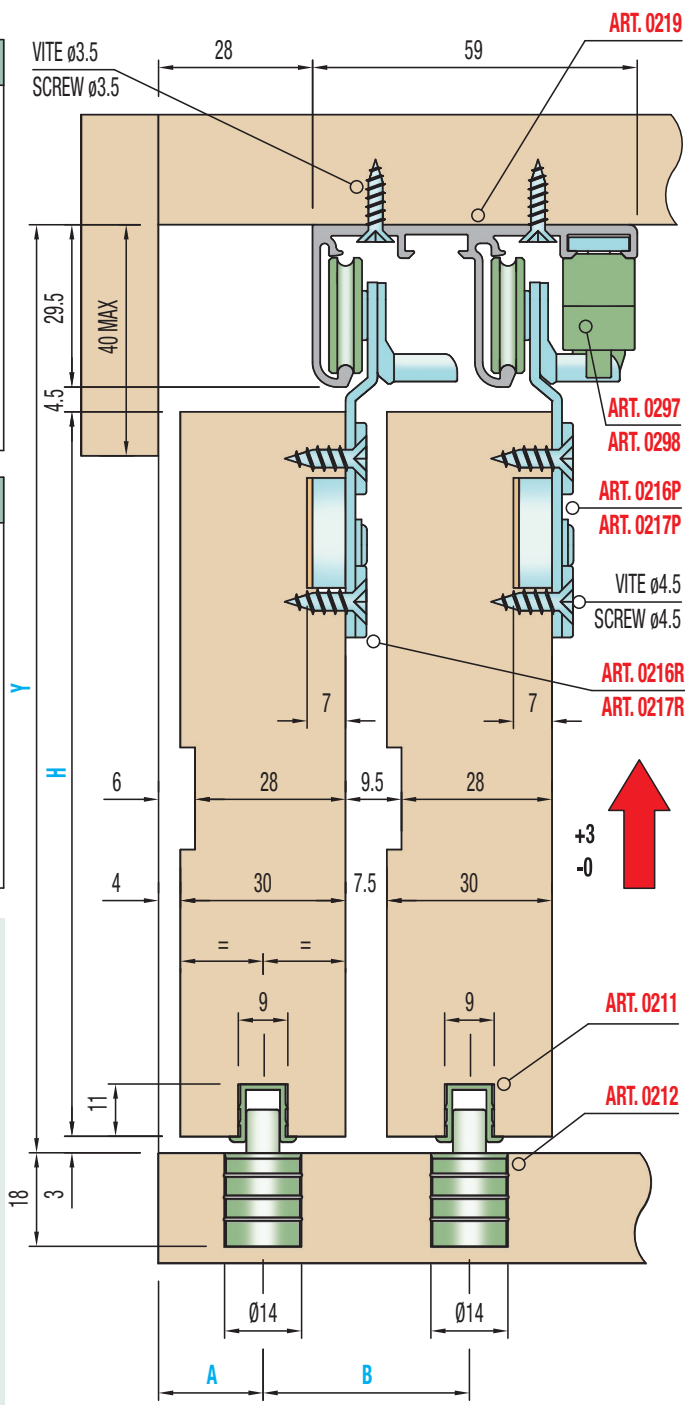 ART. 0219
VITE ø3.5
SCREW ø3.5
28
59
29.5
40 MAX
4.5
ART. 0297
ART. 0298
ART. 0216P
ART. 0217P
VITE ø4.5
SCREW ø4.5
ART. 0216R
ART. 0217R
Y
H
7
7
6
28
9.5
28
+3
-0
4
30
7.5
30
=
=
9
9
ART. 0211
11
ART. 0212
18
3
Ø14
Ø14
A
B